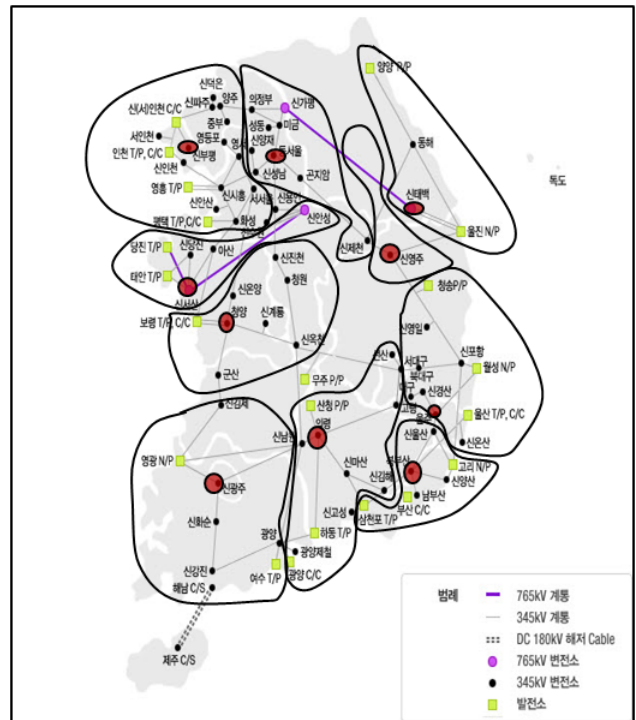 양양 P/P
신덕은
신파주
양주
의정부
신가평
신(서)인천 C/C
중부
성동
미금
동해
서인천
영등포
신양재
동서울
인천 T/P, C/C
신부평
영서
독도
신인천
신성남
곤지암
신태백
영흥 T/P
신시흥
서서울
신용인
신안산
신안성
울진 N/P
평택 T/P,C/C
화성
신수원
신제천
당진 T/P
신당진
아산
신영주
신진천
태안 T/P
청원
청송P/P
신서산
신온양
보령 T/P, C/C
청양
신계룡
신영일
신옥천
선산
서대구
신포항
북대구
월성 N/P
군산
무주 P/P
대구
신경산
신김제
산청 P/P
고령
울주
울산 T/P, C/C
의령
신울산
신남원
신온산
영광 N/P
북부산
고리 N/P
신마산
신광주
신김해
신양산
남부산
부산 C/C
신화순
신고성
삼천포 T/P
광양
하동 T/P
광양제철
신강진
여수 T/P
광양 C/C
해남 C/S
제주 C/S
범례
765kV 계통
345kV 계통
DC 180kV 해저 Cable
765kV 변전소
345kV 변전소
발전소